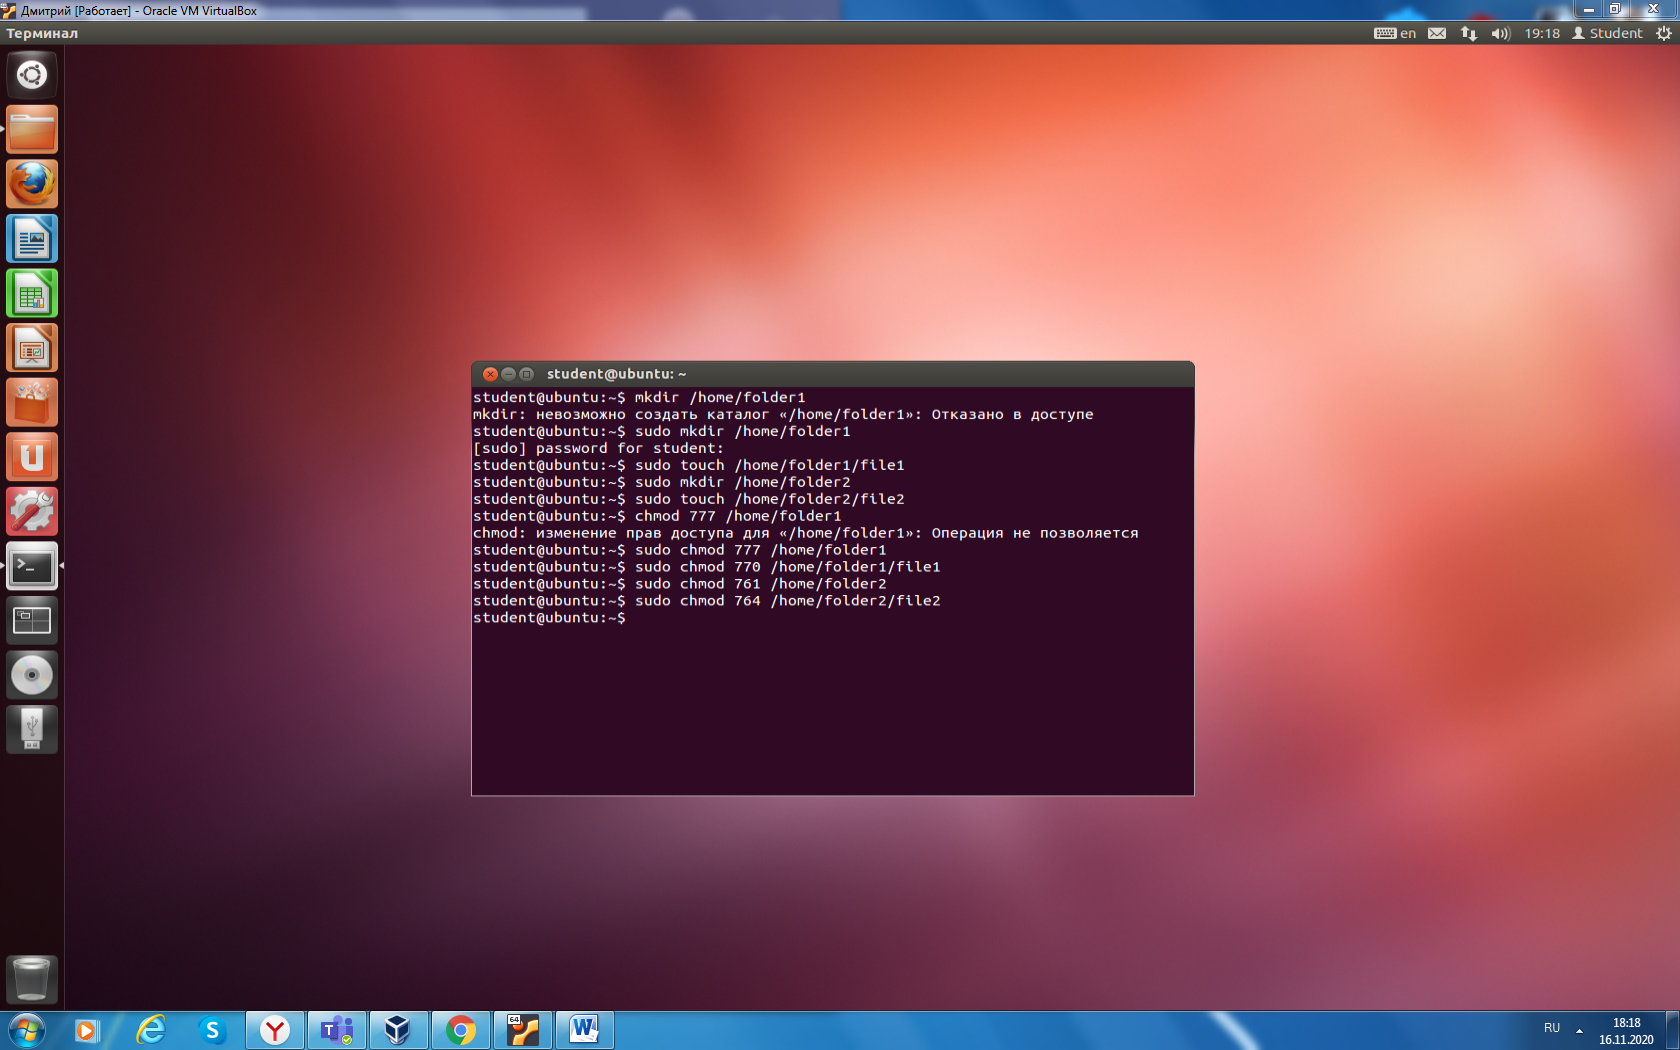 Дмитрий [Работает] - Oracle VM VirtualBox
Терминал
en
19:18
Student
student@ubuntu: ~
student@ubuntu:~$ mkdir /home/folder1
mkdir: невозможно создать каталог «/home/folder1»: Отказано в доступе
student@ubuntu:~$ sudo mkdir /home/folder1
[sudo] password for student:
student@ubuntu:~$ sudo touch /home/folder1/file1
student@ubuntu:~$ sudo mkdir /home/folder2
student@ubuntu:~$ sudo touch /home/folder2/file2
student@ubuntu:~$ chmod 777 /home/folder1
chmod: изменение прав доступа для «/home/folder1»: Операция не позволяется
student@ubuntu:~$ sudo chmod 777 /home/folder1
student@ubuntu:~$ sudo chmod 770 /home/folder1/file1
student@ubuntu:~$ sudo chmod 761 /home/folder2
student@ubuntu:~$ sudo chmod 764 /home/folder2/file2
student@ubuntu:~$
64
RU
18:18
16.11.2020